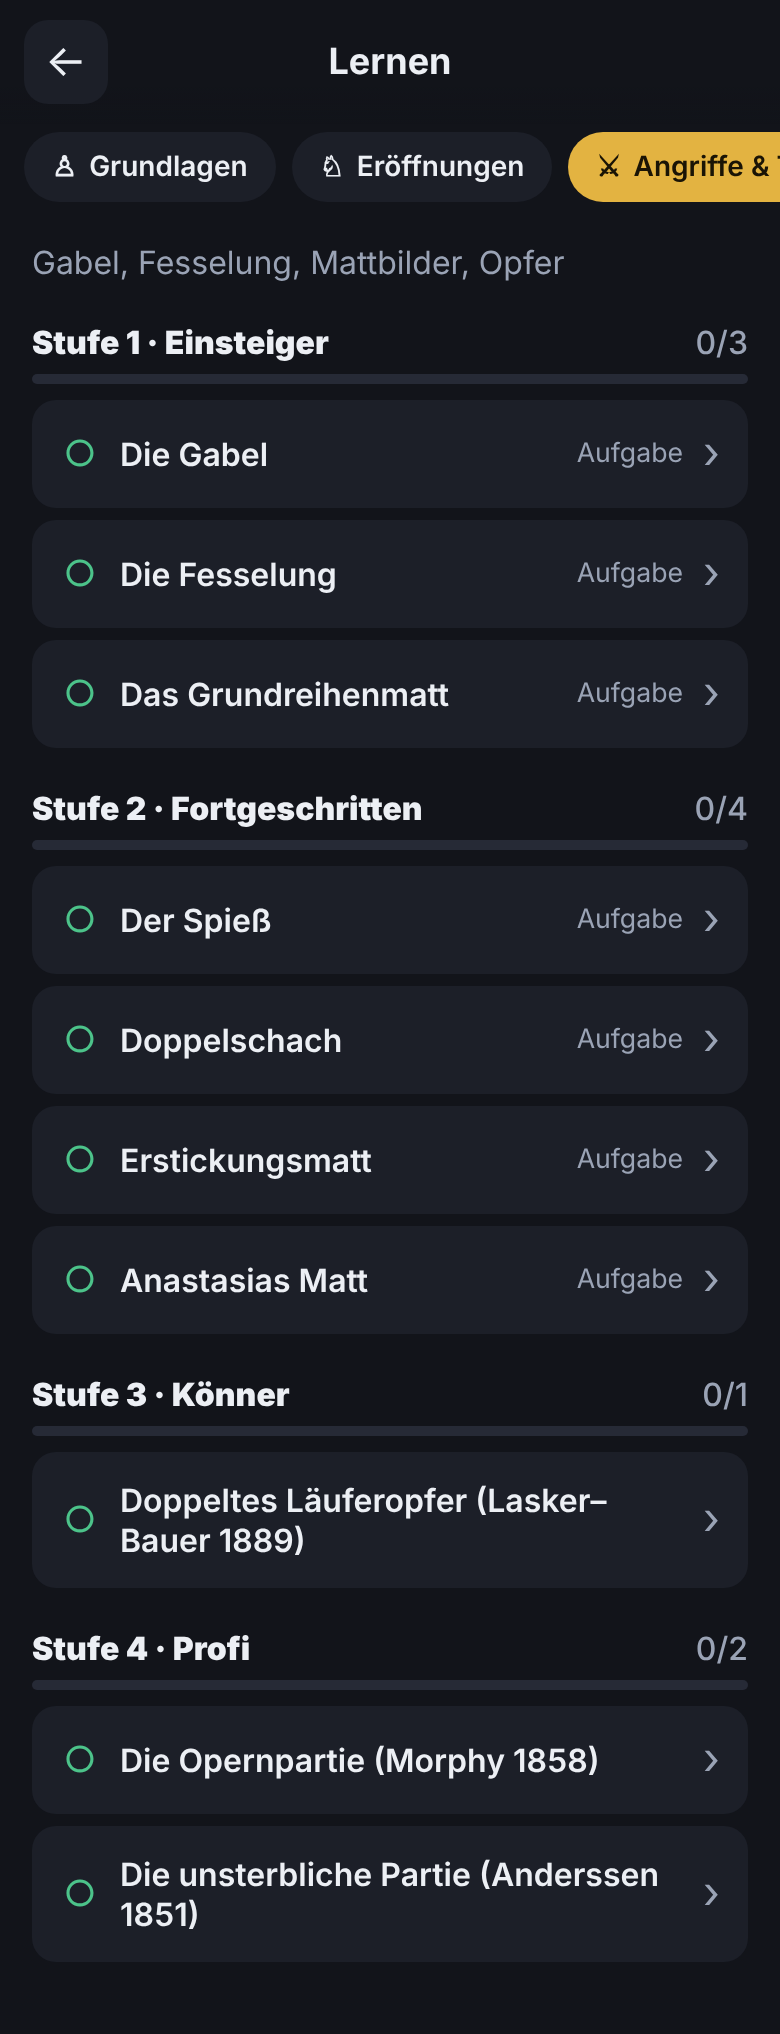 Lernen
Grundlagen
Eröffnungen
Angriffe &
Gabel, Fesselung, Mattbilder, Opfer
Stufe 1 · Einsteiger 0/3
Die Gabel Aufgabe
Die Fesselung Aufgabe
Das Grundreihenmatt Aufgabe
Stufe 2 · Fortgeschritten 0/4
Der Spieß Aufgabe
Doppelschach Aufgabe
Erstickungsmatt Aufgabe
Anastasias Matt Aufgabe
Stufe 3 · Könner 0/1
Doppeltes Läuferopfer (Lasker–
Bauer 1889)
Stufe 4 · Profi 0/2
Die Opernpartie (Morphy 1858)
Die unsterbliche Partie (Anderssen
1851)